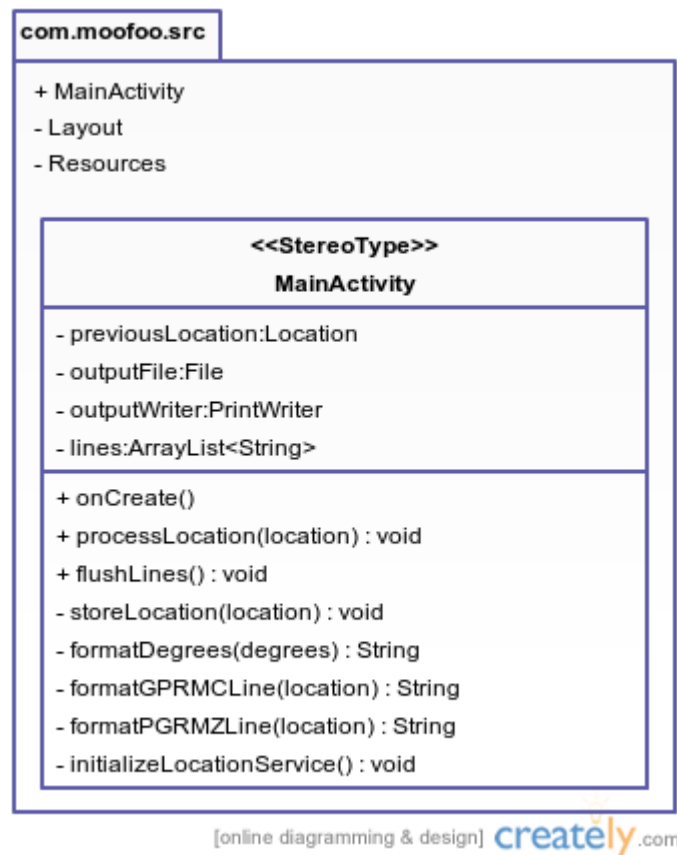 com.moofoo.src
+ MainActivity
- Layout
- Resources
<<StereoType>>
MainActivity
- previousLocation:Location
- outputFile:File
- outputWriter:PrintWriter
- lines:ArrayList<String>
+ onCreate()
+ processLocation(location) : void
+ flushLines() : void
- storeLocation(location) : void
- formatDegrees(degrees) : String
- formatGPRMCLine(location) : String
- formatPGRMZLine(location) : String
- initializeLocationService() : void
[online diagramming & design] creately.com